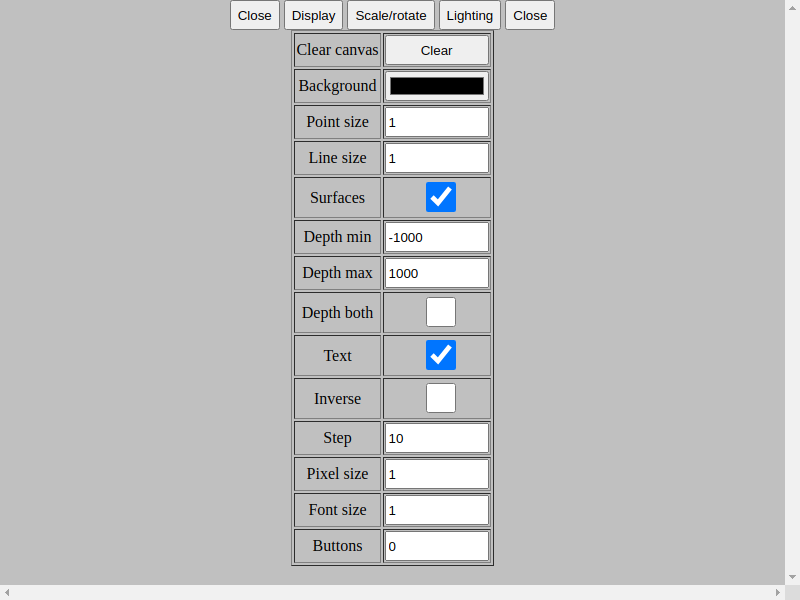 Close Display Scale/rotate Lighting Close
Clear canvas Clear
Background
Point size 1
Line size 1
Surfaces
Depth min -1000
Depth max 1000
Depth both
Text
Inverse
Step 10
Pixel size 1
Font size 1
Buttons 0